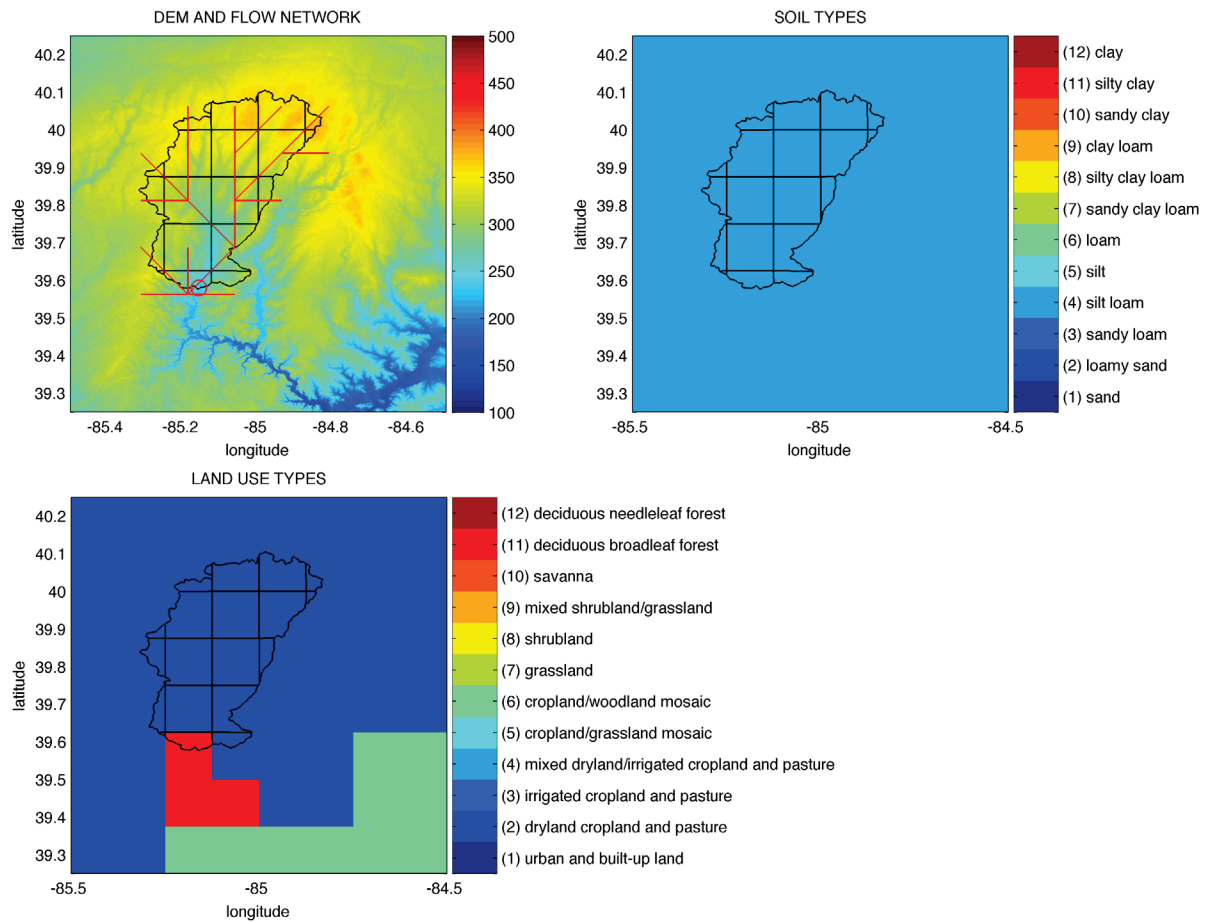 DEM AND FLOW NETWORK
40.2
40.1
40
39.9
39.8
39.7
39.6
39.5
39.4
39.3
latitude
-85.4
-85.2
-85
-84.8
-84.6
longitude
500
450
400
350
300
250
200
150
100
SOIL TYPES
40.2
40.1
40
39.9
39.8
39.7
39.6
39.5
39.4
39.3
latitude
-85.5
-85
-84.5
longitude
(12) clay
(11) silty clay
(10) sandy clay
(9) clay loam
(8) silty clay loam
(7) sandy clay loam
(6) loam
(5) silt
(4) silt loam
(3) sandy loam
(2) loamy sand
(1) sand
LAND USE TYPES
40.2
40.1
40
39.9
39.8
39.7
39.6
39.5
39.4
39.3
latitude
-85.5
-85
-84.5
longitude
(12) deciduous needleleaf forest
(11) deciduous broadleaf forest
(10) savanna
(9) mixed shrubland/grassland
(8) shrubland
(7) grassland
(6) cropland/woodland mosaic
(5) cropland/grassland mosaic
(4) mixed dryland/irrigated cropland and pasture
(3) irrigated cropland and pasture
(2) dryland cropland and pasture
(1) urban and built-up land